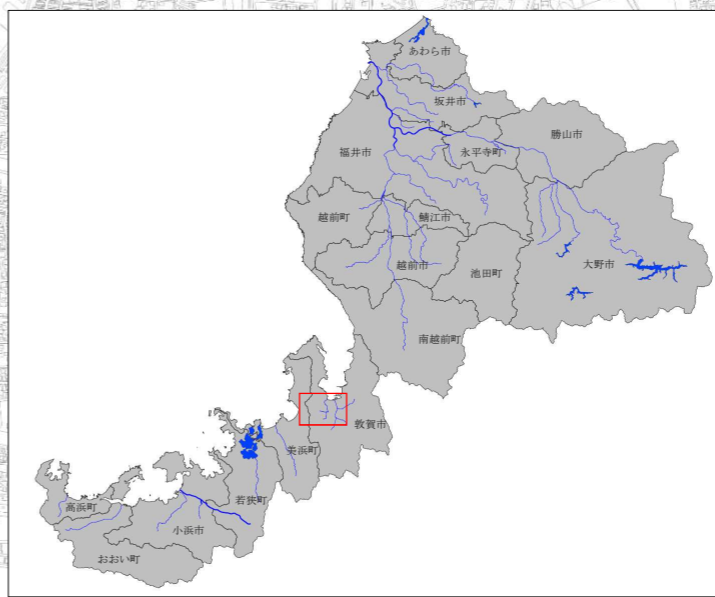 あわら市
坂井市
勝山市
福井市
永平寺町
越前町
鯖江市
越前市
池田町
大野市
南越前町
敦賀市
美浜町
若狭町
高浜町
小浜市
おおい町